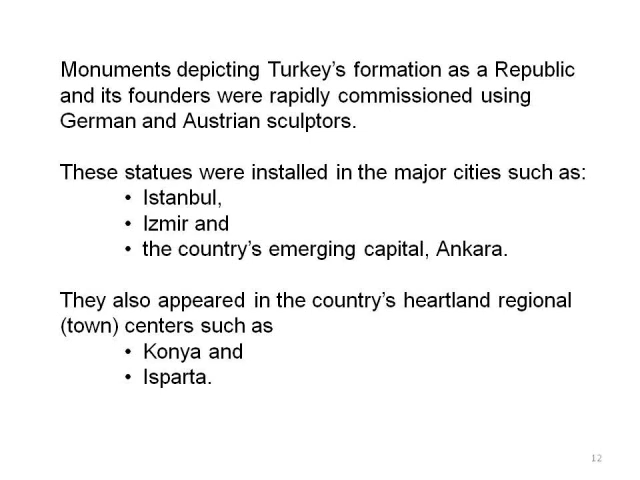 Monuments depicting Turkey's formation as a Republic
and its founders were rapidly commissioned using
German and Austrian sculptors.
These statues were installed in the major cities such as:
• Istanbul,
• Izmir and
• the country's emerging capital, Ankara.
They also appeared in the country's heartland regional
(town) centers such as
• Konya and
• Isparta.
12